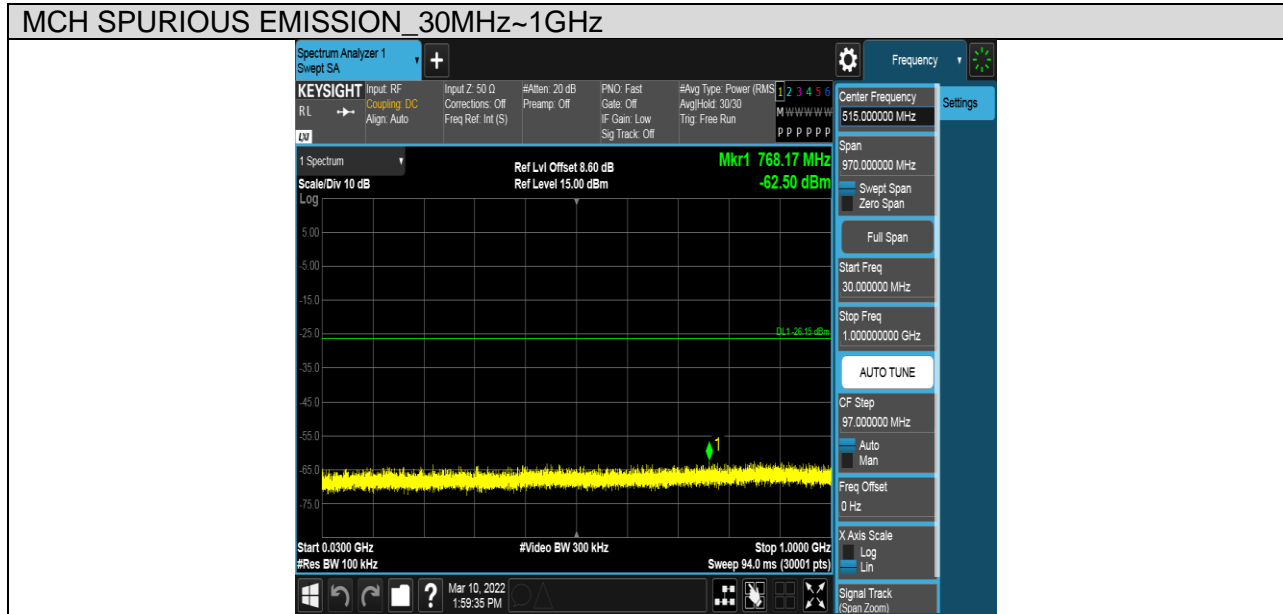 MCH SPURIOUS EMISSION_30MHz~1GHz
Spectrum Analyzer 1
Swept SA
+
Frequency
KEYSIGHT
RL
LXI
Input: RF
Coupling: DC
Align: Auto
Input Z: 50 Ω
Corrections: Off
Freq Ref: Int (S)
#Atten: 20 dB
Preamp: Off
PNO: Fast
Gate: Off
IF Gain: Low
Sig Track: Off
#Avg Type: Power (RMS
Avg|Hold: 30/30
Trig: Free Run
1 2 3 4 5 6
M W W W W W
P P P P P P
Center Frequency
515.000000 MHz
Settings
Span
970.000000 MHz
Swept Span
Zero Span
Full Span
Start Freq
30.000000 MHz
Stop Freq
1.000000000 GHz
AUTO TUNE
CF Step
97.000000 MHz
Auto
Man
Freq Offset
0 Hz
X Axis Scale
Log
Lin
Signal Track
(Span Zoom)
1 Spectrum
Scale/Div 10 dB
Log
Ref Lvl Offset 8.60 dB
Ref Level 15.00 dBm
Mkr1 768.17 MHz
-62.50 dBm
5.00
-5.00
-15.0
-25.0
DL1 -26.15 dBm
-35.0
-45.0
-55.0
1
-65.0
-75.0
Start 0.0300 GHz
#Video BW 300 kHz
Stop 1.0000 GHz
#Res BW 100 kHz
Sweep 94.0 ms (30001 pts)
?
Mar 10, 2022
1:59:35 PM